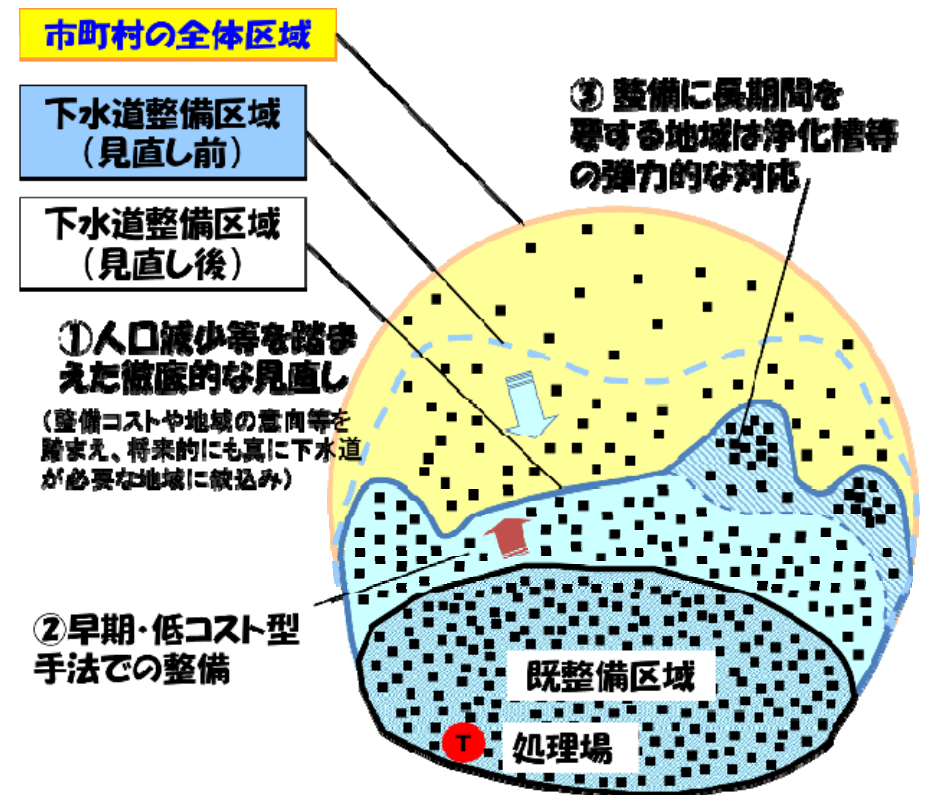 市町村の全体区域
下水道整備区域
（見直し前）
下水道整備区域
（見直し後）
③ 整備に長期間を
要する地域は浄化槽等
の弾力的な対応
①人口減少等を踏ま
えた徹底的な見直し
（整備コストや地域の意向等を
踏まえ、将来的にも真に下水道
が必要な地域に絞込み）
②早期・低コスト型
手法での整備
既整備区域
T
処理場